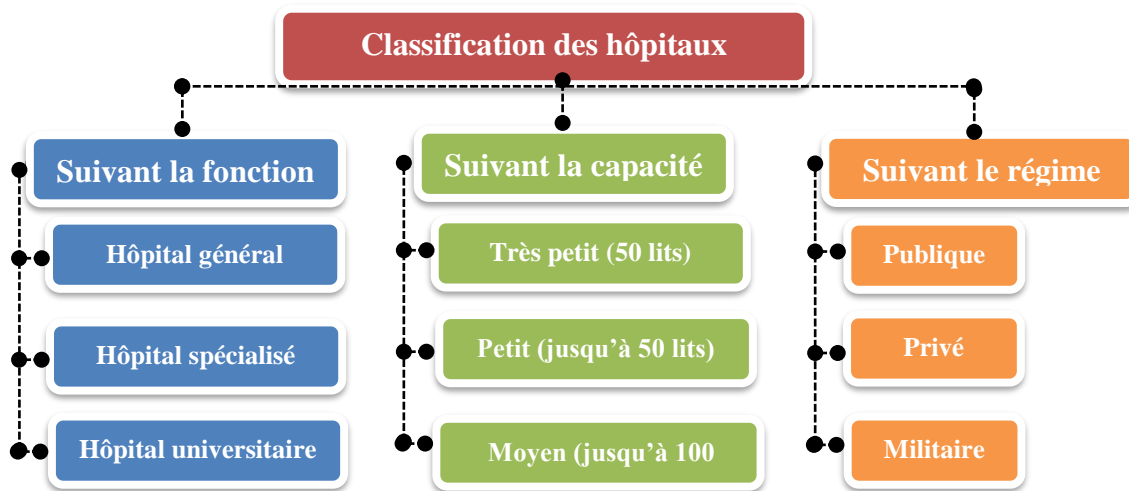 Classification des hôpitaux
Suivant la fonction
Hôpital général
Hôpital spécialisé
Hôpital universitaire
Suivant la capacité
Très petit (50 lits)
Petit (jusqu’à 50 lits)
Moyen (jusqu’à 100
Suivant le régime
Publique
Privé
Militaire